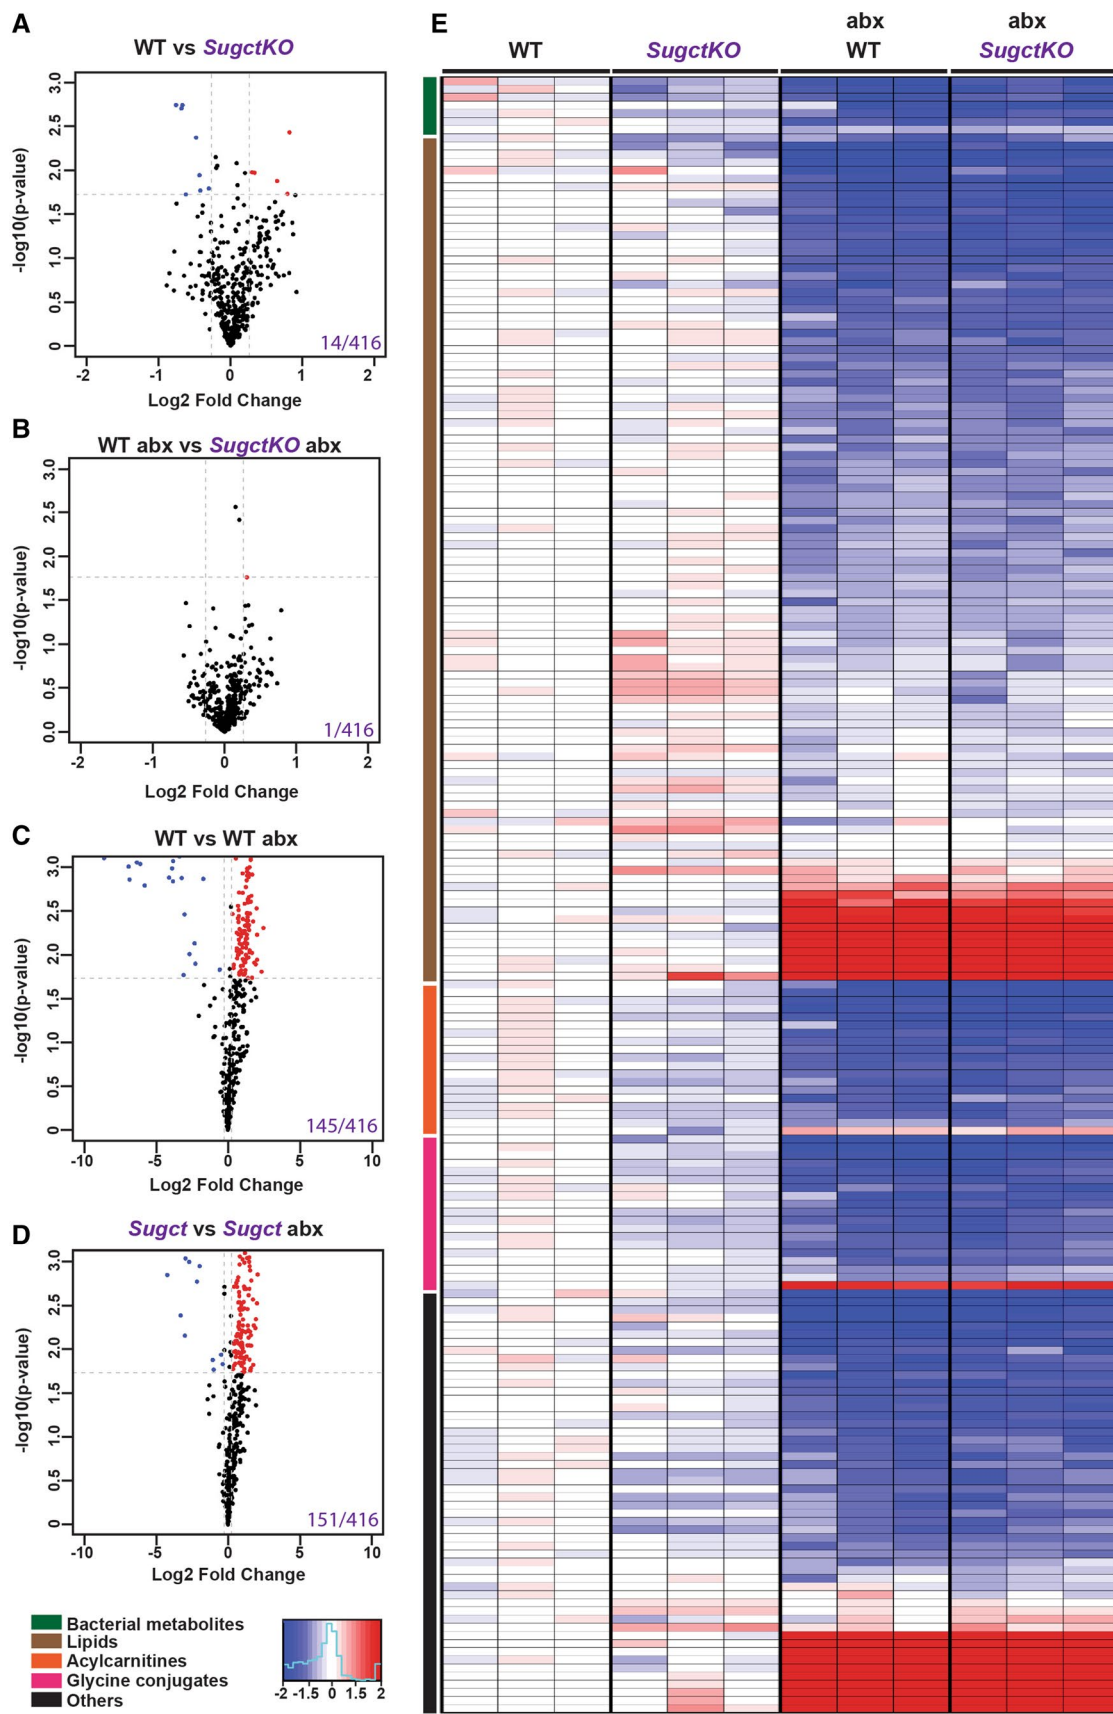 A
WT vs SugctKO
-log10(p-value)
3.0
2.5
2.0
1.5
1.0
0.5
0
14/416
-2 -1 0 1 2
Log2 Fold Change
B
WT abx vs SugctKO abx
-log10(p-value)
3.0
2.5
2.0
1.5
1.0
0.5
0.0
1/416
-2 -1 0 1 2
Log2 Fold Change
C
WT vs WT abx
-log10(p-value)
3.0
2.5
2.0
1.5
1.0
0.5
0
145/416
-10 -5 0 5 10
Log2 Fold Change
D
Sugct vs Sugct abx
-log10(p-value)
3.0
2.5
2.0
1.5
1.0
0.5
0
151/416
-10 -5 0 5 10
Log2 Fold Change
Bacterial metabolites
Lipids
Acylcarnitines
Glycine conjugates
Others
-2 -1.5 0 1.5 2
E
WT
SugctKO
abx
WT
abx
SugctKO